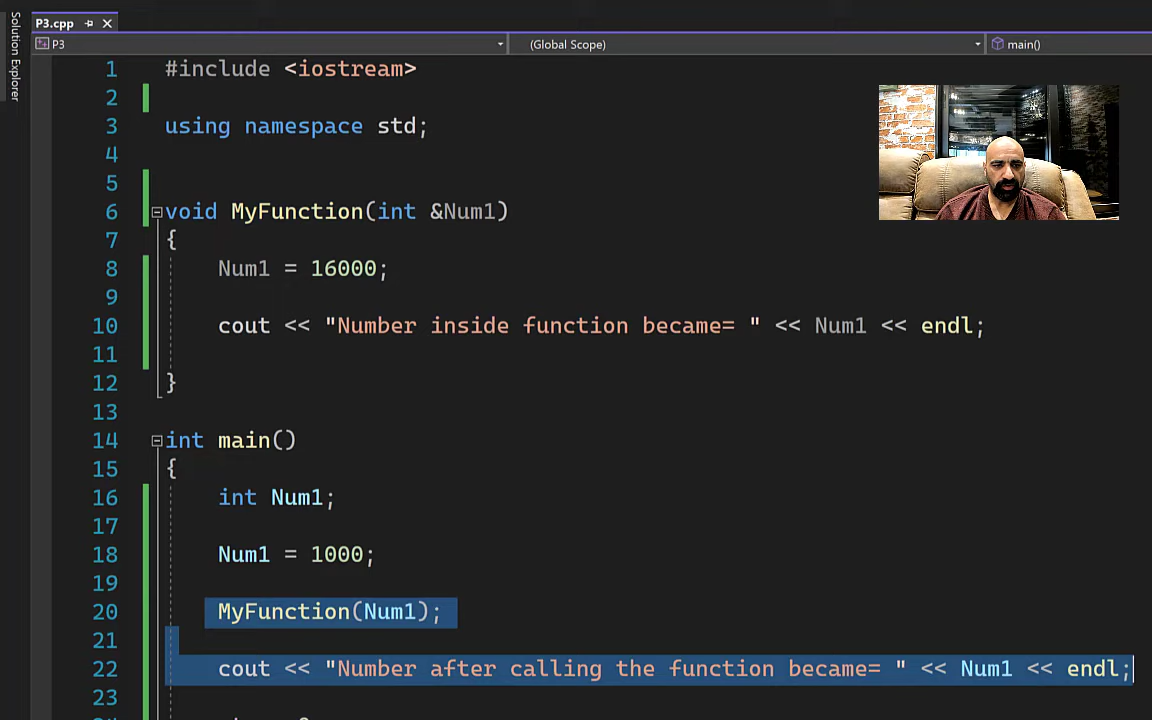 P3.cpp
Solution Explorer
P3 (Global Scope) main()
1 #include <iostream>
2
3 using namespace std;
4
5
6 void MyFunction(int &Num1)
7 {
8 Num1 = 16000;
9
10 cout << "Number inside function became= " << Num1 << endl;
11
12 }
13
14 int main()
15 {
16 int Num1;
17
18 Num1 = 1000;
19
20 MyFunction(Num1);
21
22 cout << "Number after calling the function became= " << Num1 << endl;
23